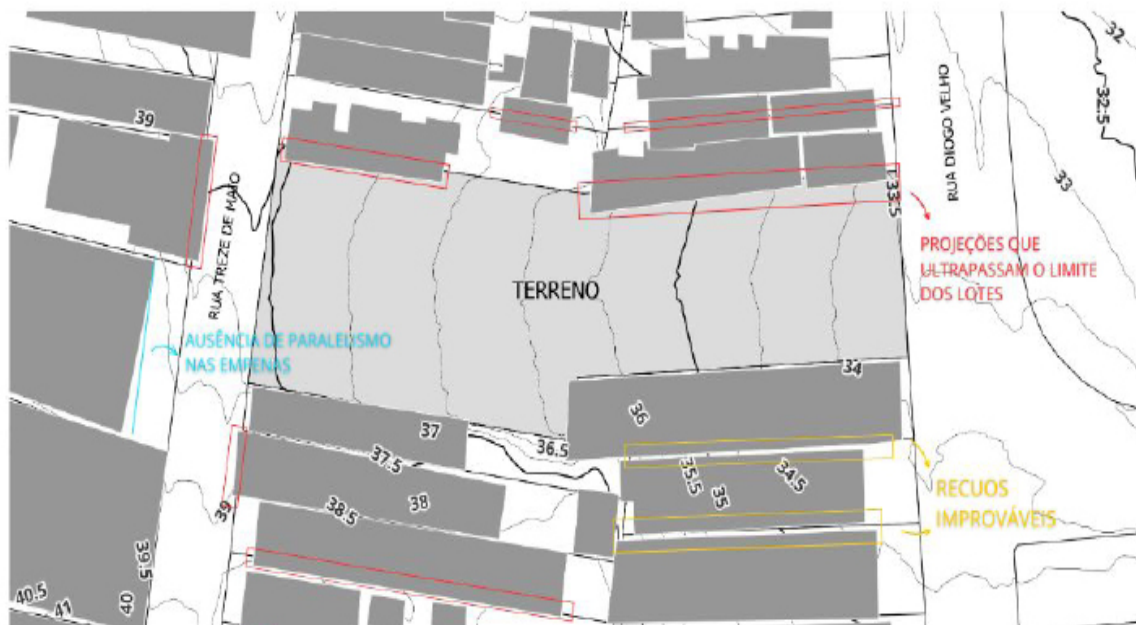 32
32.5
RUA DIOGO VELHO
39
33
RUA TREZE DE MAIO
33.5
PROJEÇÕES QUE
ULTRAPASSAM O LIMITE
DOS LOTES
TERRENO
AUSÊNCIA DE PARALELISMO
NAS EMPENAS
34
36
37
36.5
37.5
35.5
35
34.5
RECUOS
IMPROVÁVEIS
38
38.5
39
39.5
40
40.5
41